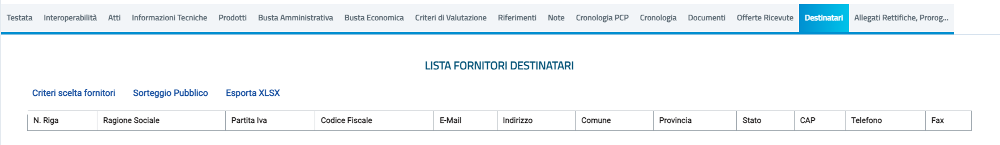 Testata Interoperabilità Atti Informazioni Tecniche Prodotti Busta Amministrativa Busta Economica Criteri di Valutazione Riferimenti Note Cronologia PCP Cronologia Documenti Offerte Ricevute Destinatari Allegati Rettifiche, Prorog...
LISTA FORNITORI DESTINATARI
Criteri scelta fornitori Sorteggio Pubblico Esporta XLSX
N. Riga Ragione Sociale Partita Iva Codice Fiscale E-Mail Indirizzo Comune Provincia Stato CAP Telefono Fax